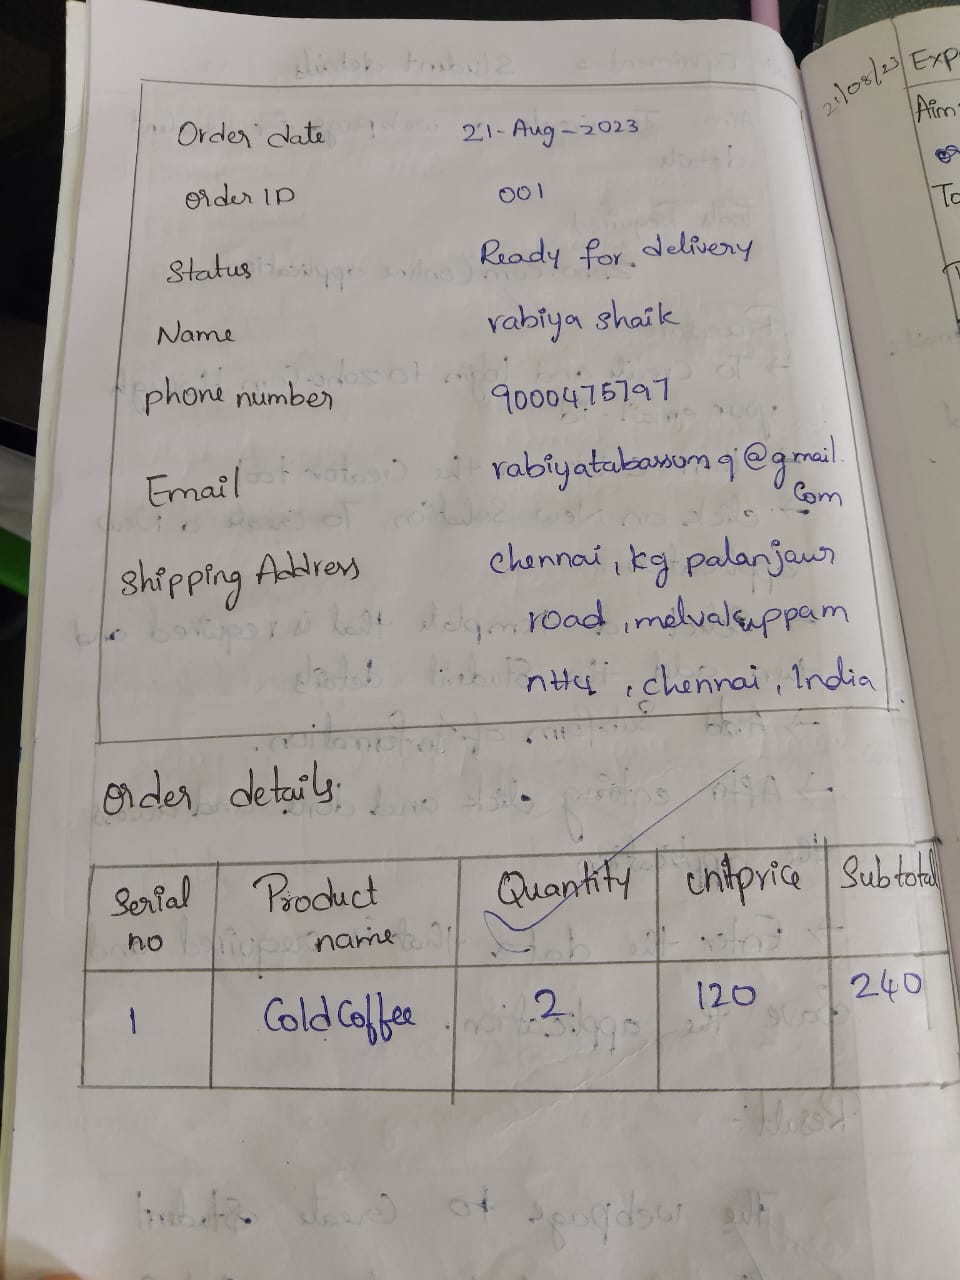 Order date 21-Aug-2023
Order ID 001
Status Ready for delivery
Name rabiya shaik
phone number 9000475797
Email rabiyatabassum9@gmail.
com
Shipping Address chennai, kg palanjaur
road, melvalsuppam
, chennai, India
Order details:
Serial no Product name Quantity Unitprice Subtotal
1 Cold Coffee 2 120 240
21/08/23
Exp
Aim:
To